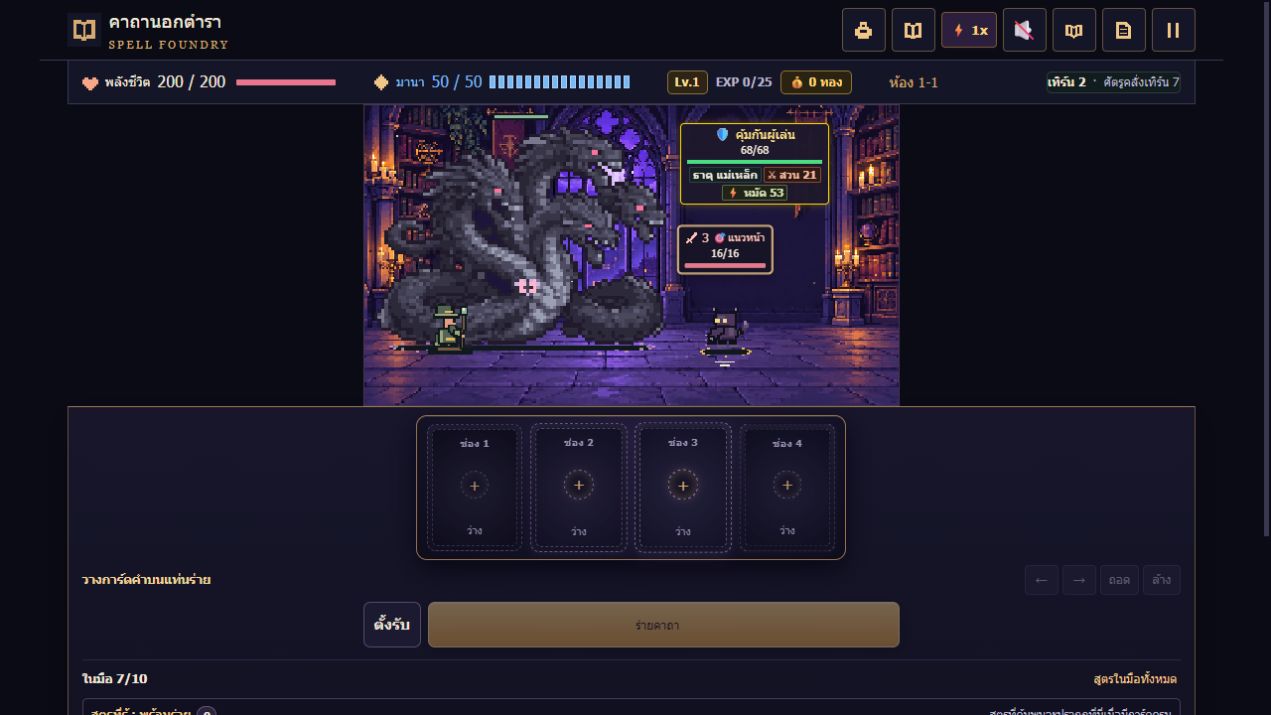 คาถานอกตำรา
SPELL FOUNDRY
1x
พลังชีวิต 200 / 200
มานา 50 / 50
Lv.1 EXP 0/25 0 ทอง
ห้อง 1-1
เทิร์น 2 · ศัตรูคลั่งเทิร์น 7
คุ้มกันผู้เล่น
68/68
ธาตุ แม่เหล็ก สวน 21
หมัด 53
3 แนวหน้า
16/16
ช่อง 1 ช่อง 2 ช่อง 3 ช่อง 4
+ + + +
ว่าง ว่าง ว่าง ว่าง
วางการ์ดคำบนแท่นร่าย
← → ถอด ล้าง
ตั้งรับ ร่ายคาถา
ในมือ 7/10
สูตรในมือทั้งหมด